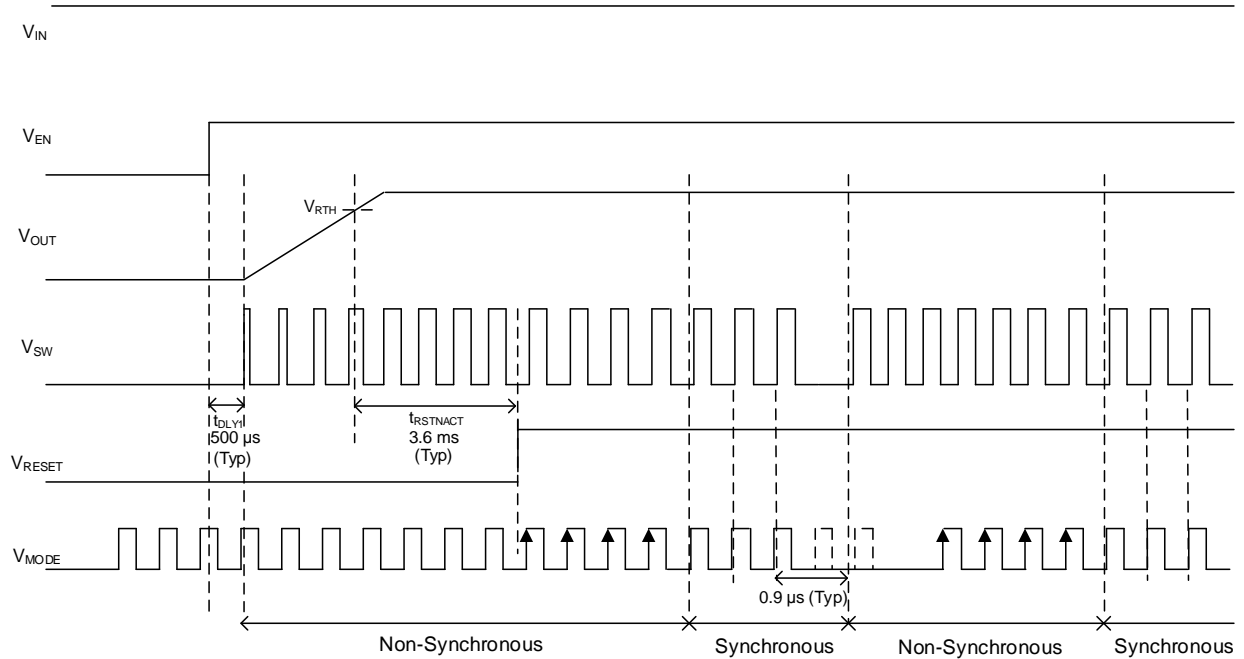 VIN
VEN
VRTH
VOUT
VSW
tDLY1
500 µs
(Typ)
tRSTNACT
3.6 ms
(Typ)
VRESET
VMODE
0.9 µs (Typ)
Non-Synchronous
Synchronous
Non-Synchronous
Synchronous